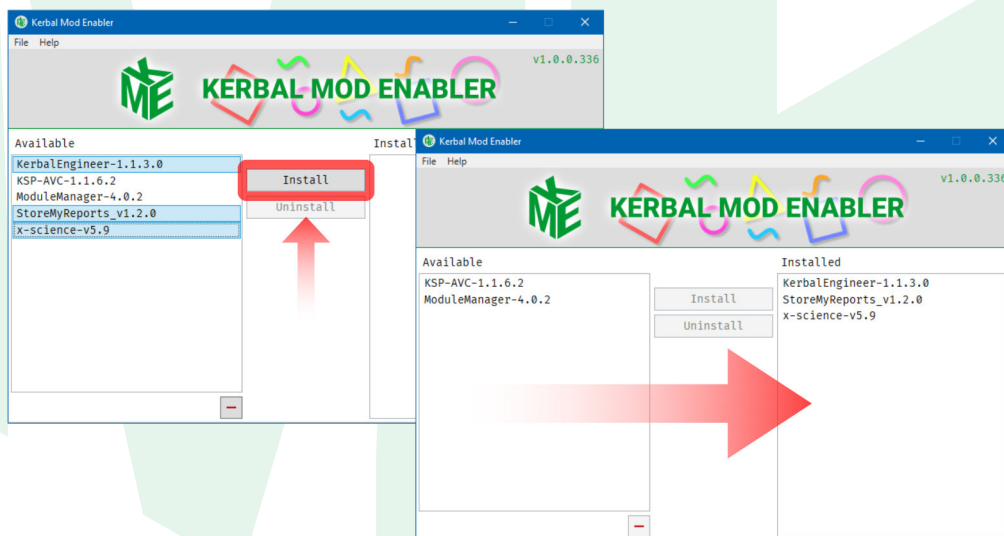 Kerbal Mod Enabler
File Help
v1.0.0.336
KME
KERBAL MOD ENABLER
Available
Install
KerbalEngineer-1.1.3.0
KSP-AVC-1.1.6.2
ModuleManager-4.0.2
StoreMyReports_v1.2.0
x-science-v5.9
Install
Uninstall
Kerbal Mod Enabler
File Help
v1.0.0.336
KME
KERBAL MOD ENABLER
Available
Installed
KSP-AVC-1.1.6.2
ModuleManager-4.0.2
Install
Uninstall
KerbalEngineer-1.1.3.0
StoreMyReports_v1.2.0
x-science-v5.9